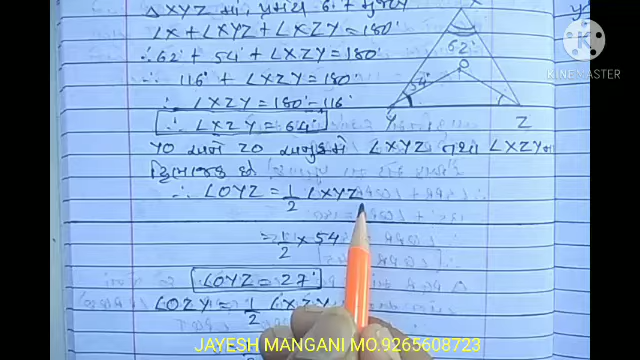 △XYZ માં,
∠X + ∠XYZ + ∠XZY = 180°
∴ 62° + 54° + ∠XZY = 180°
∴ 116° + ∠XZY = 180°
∴ ∠XZY = 180° - 116°
∴ ∠XZY = 64°
YO અને ZO અનુક્રમે ∠XYZ તથા ∠XZY ના
દ્વિભાજક છે
∴ ∠OYZ = 1/2 ∠XYZ
= 1/2 × 54
∠OYZ = 27°
∠OZY = 1/2 ∠XZY
62°
O
54°
Y
Z
KINEMASTER
JAYESH MANGANI MO.9265608723